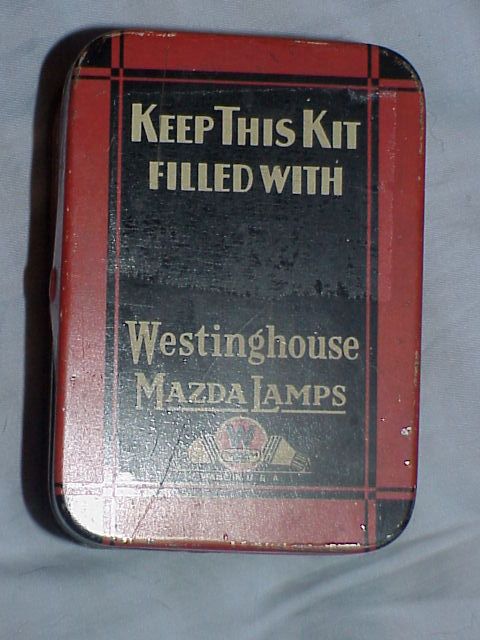 KEEP THIS KIT
FILLED WITH
Westinghouse
MAZDA LAMPS
W